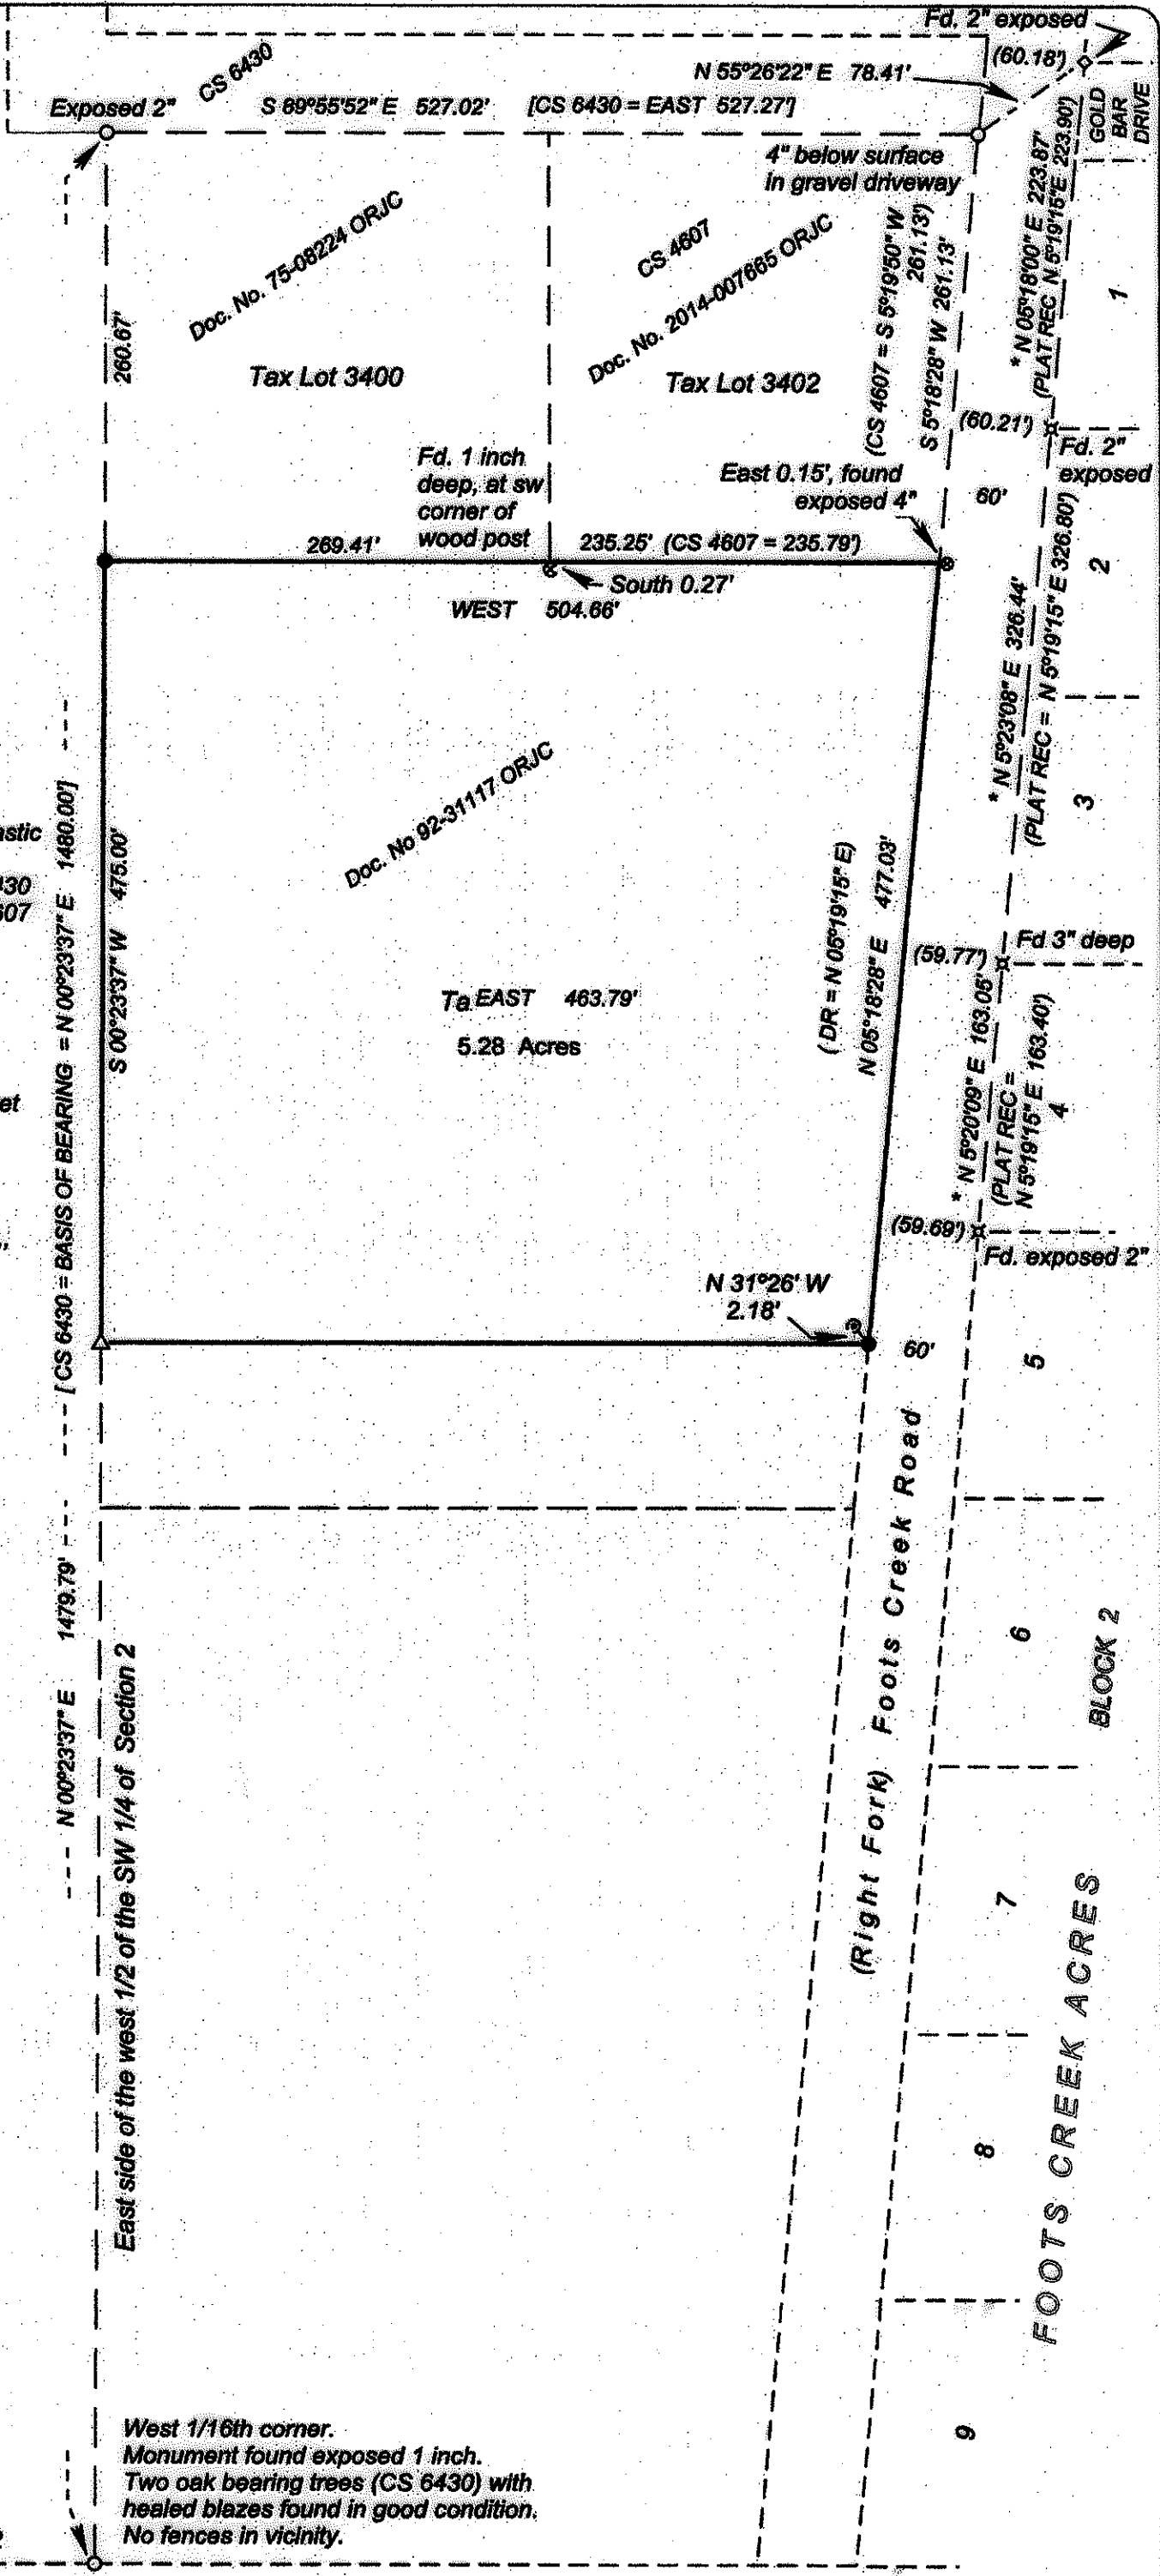 Fd. 2" exposed
(60.18')
N 55°26'22" E 78.41'
CS 6430
Exposed 2"
S 89°55'52" E 527.02' [CS 6430 = EAST 527.27']
GOLD
BAR
DRIVE
4" below surface
in gravel driveway
* N 05°18'00" E 223.87'
(PLAT REC N 5°19'15"E 223.90')
1
Doc. No. 75-08224 ORJC
CS 4607
Doc. No. 2014-007665 ORJC
(CS 4607 = S 5°19'50" W
261.13')
S 5°18'28" W 261.13'
260.67'
Tax Lot 3400
Tax Lot 3402
(60.21')
Fd. 2"
exposed
Fd. 1 inch
deep, at sw
corner of
wood post
East 0.15', found
exposed 4"
60'
269.41'
235.25' (CS 4607 = 235.79')
South 0.27'
WEST 504.66'
2
* N 5°23'08" E 326.44'
(PLAT REC = N 5°19'15" E 326.80')
3
Doc. No 92-31117 ORJC
astic
30
607
[CS 6430 = BASIS OF BEARING = N 00°23'37" E 1480.00']
S 00°23'37" W 475.00'
( DR = N 05°19'15" E)
N 05°18'28" E 477.03'
(59.77')
Fd 3" deep
Ta EAST 463.79'
5.28 Acres
* N 5°20'09" E 163.05'
(PLAT REC =
N 5°19'15" E 163.40')
4
et
(59.69')
Fd. exposed 2"
N 31°26' W
2.18'
60'
5
(Right Fork) Foots Creek Road
N 00°23'37" E 1479.79'
East side of the west 1/2 of the SW 1/4 of Section 2
6
BLOCK 2
7
FOOTS CREEK ACRES
8
9
West 1/16th corner.
Monument found exposed 1 inch.
Two oak bearing trees (CS 6430) with
healed blazes found in good condition.
No fences in vicinity.